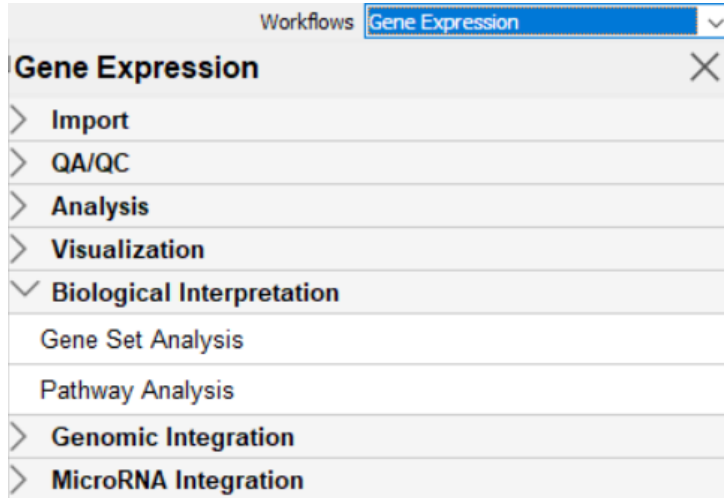 Workflows Gene Expression
Gene Expression
Import
QA/QC
Analysis
Visualization
Biological Interpretation
Gene Set Analysis
Pathway Analysis
Genomic Integration
MicroRNA Integration